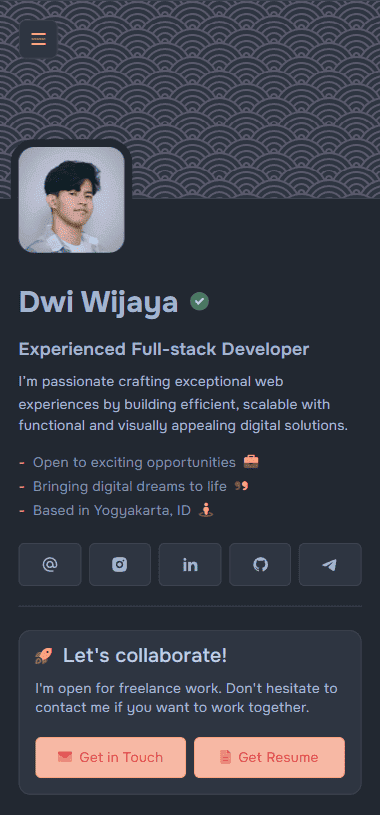 Dwi Wijaya
Experienced Full-stack Developer
I'm passionate crafting exceptional web
experiences by building efficient, scalable with
functional and visually appealing digital solutions.
- Open to exciting opportunities
- Bringing digital dreams to life
- Based in Yogyakarta, ID
Let's collaborate!
I'm open for freelance work. Don't hesitate to
contact me if you want to work together.
Get in Touch
Get Resume